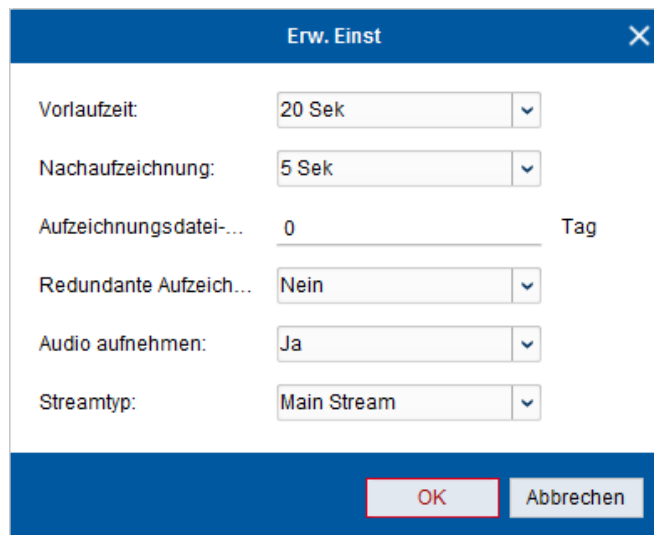 Erw. Einst
Vorlaufzeit: 20 Sek
Nachaufzeichnung: 5 Sek
Aufzeichnungsdatei-... 0 Tag
Redundante Aufzeich... Nein
Audio aufnehmen: Ja
Streamtyp: Main Stream
OK Abbrechen